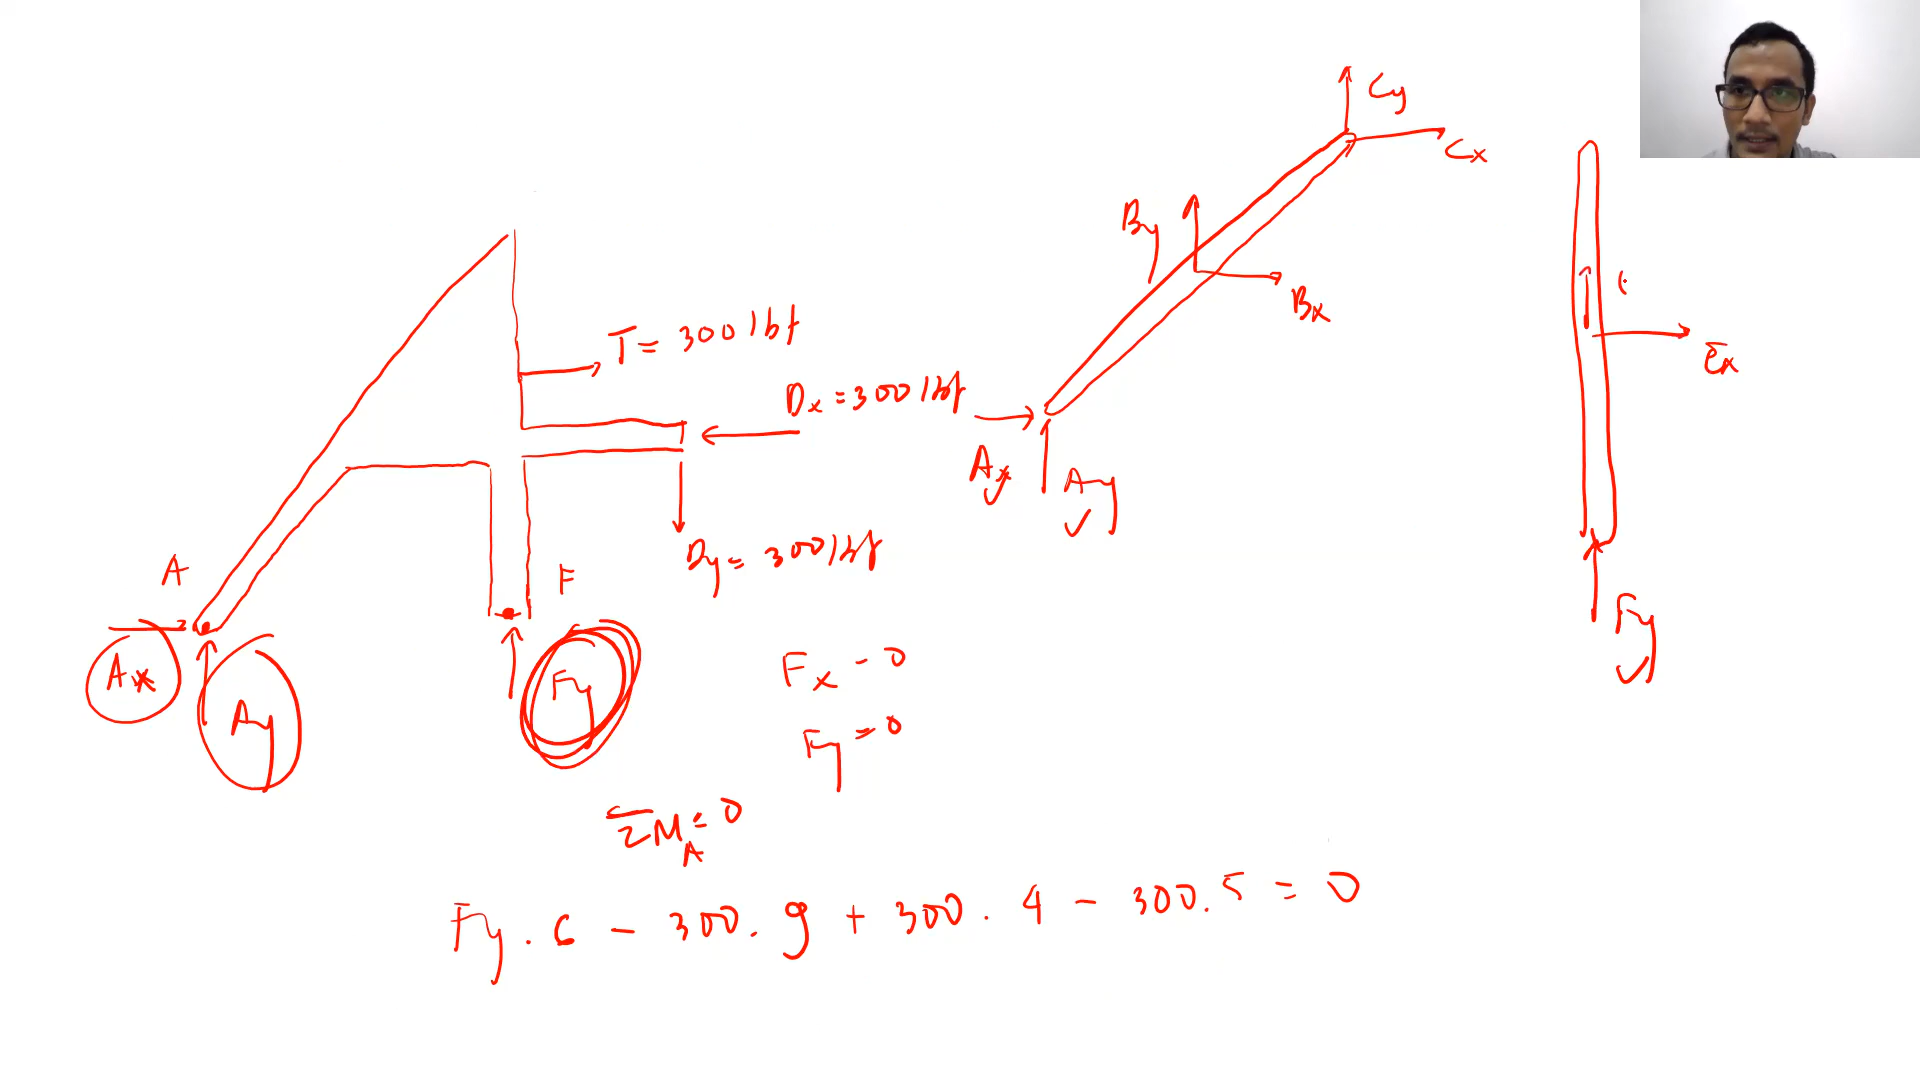 Cy
Cx
By
Bx
T = 300 lbf
Dx = 300 lbf
Ex
Ax
Ay
Dy = 300 lbf
A
F
Fy
Ax
Ay
Fy
Fx = 0
Fy = 0
ΣM_A = 0
Fy . 6 - 300 . 9 + 300 . 4 - 300 . 5 = 0